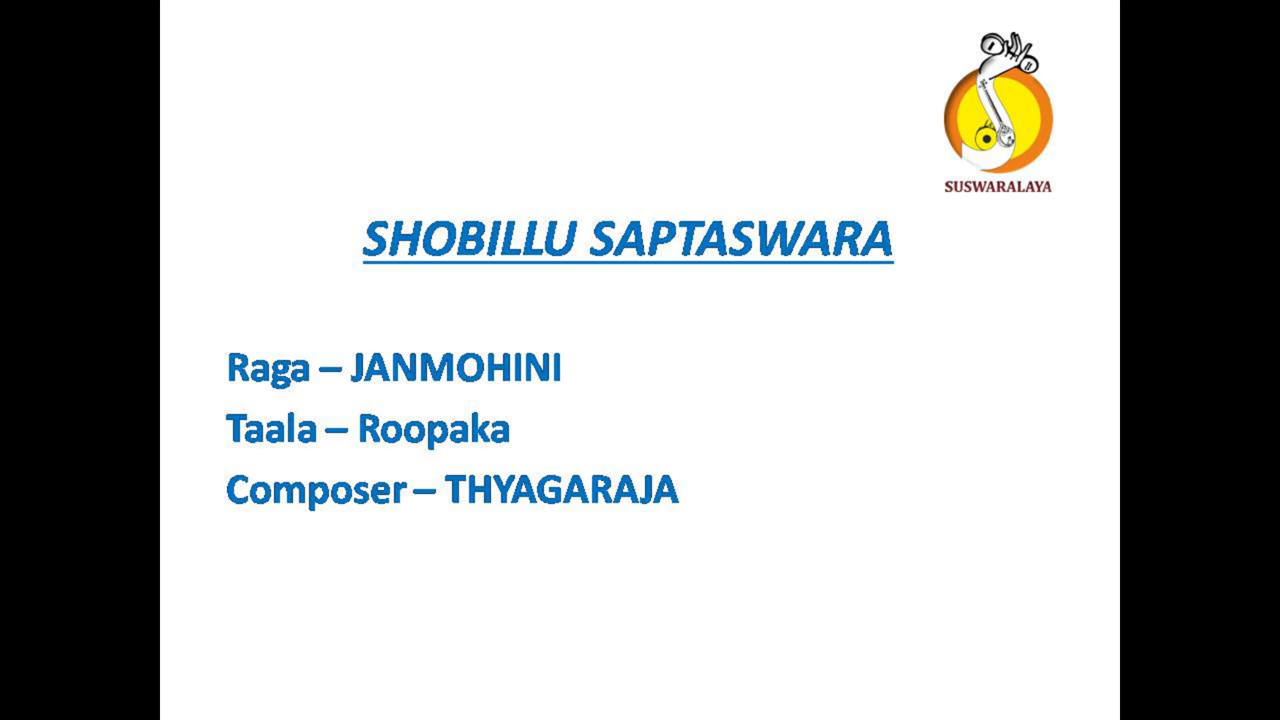 SUSWARALAYA
SHOBILLU SAPTASWARA
Raga – JANMOHINI
Taala – Roopaka
Composer – THYAGARAJA